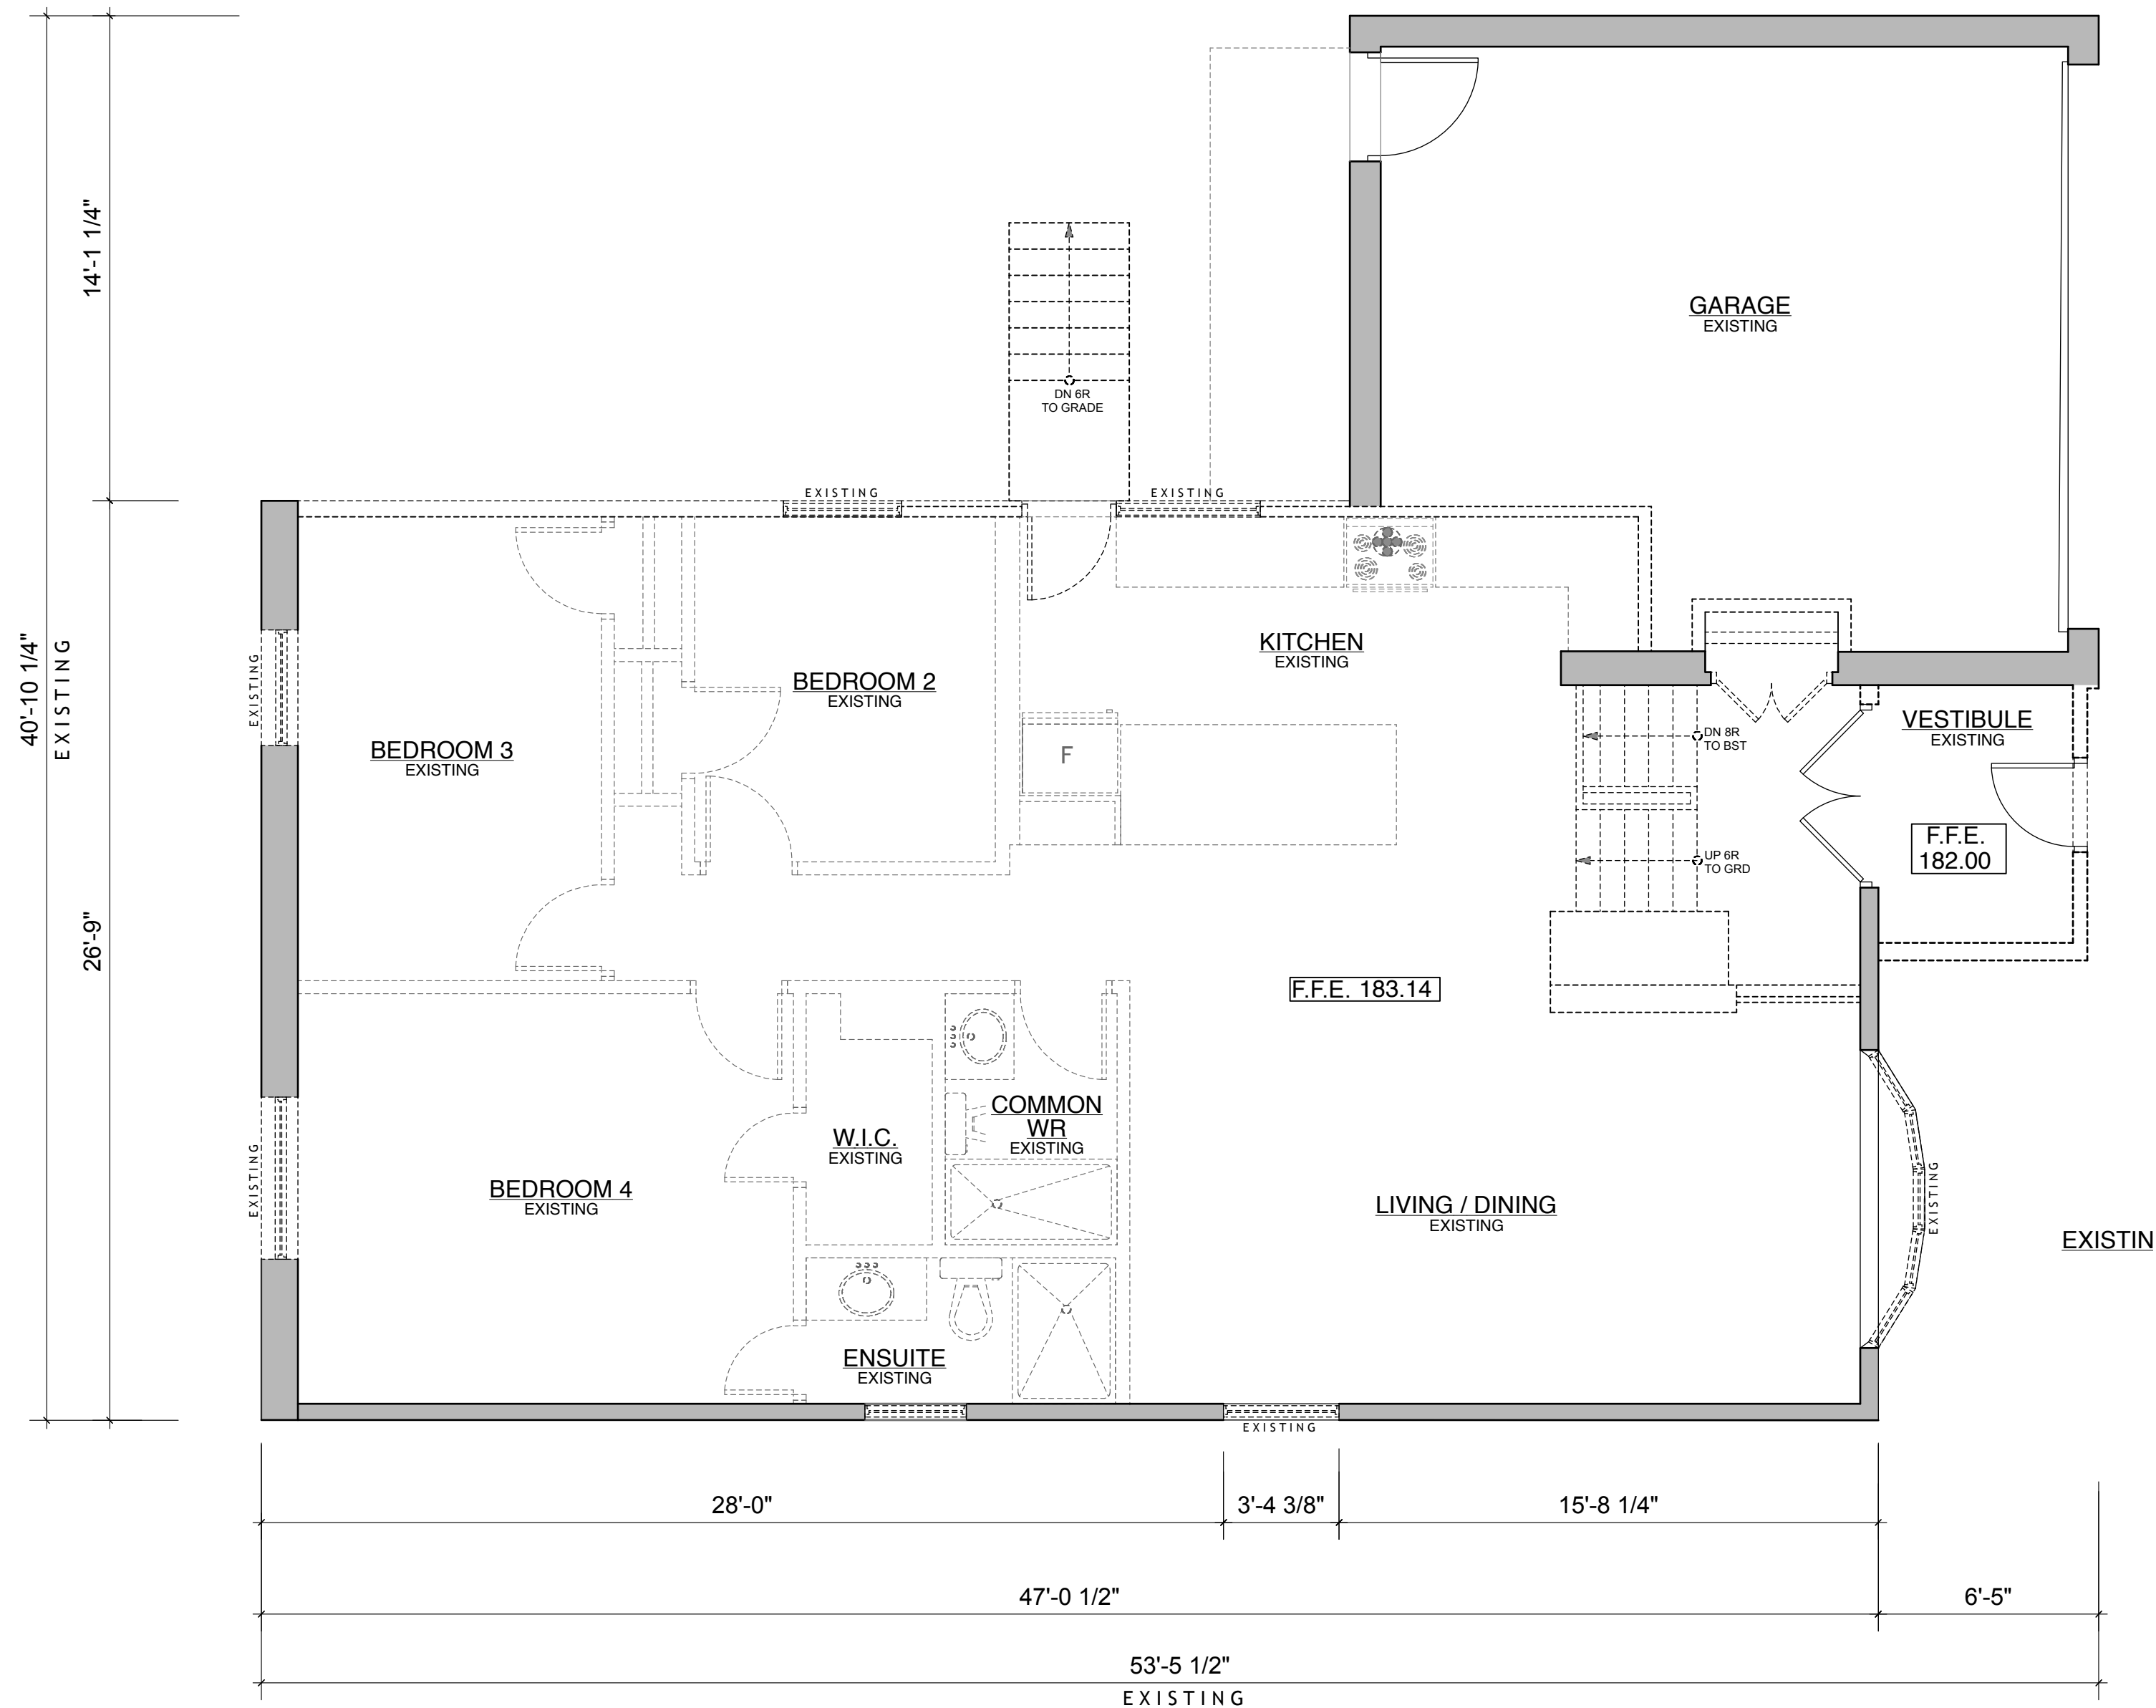 14'-1 1/4"
40'-10 1/4"
EXISTING
26'-9"
GARAGE
EXISTING
DN 6R
TO GRADE
EXISTING
EXISTING
KITCHEN
EXISTING
BEDROOM 2
EXISTING
BEDROOM 3
EXISTING
EXISTING
F
DN 8R
TO BST
VESTIBULE
EXISTING
F.F.E.
182.00
UP 6R
TO GRD
F.F.E. 183.14
COMMON
WR
EXISTING
W.I.C.
EXISTING
BEDROOM 4
EXISTING
EXISTING
LIVING / DINING
EXISTING
EXISTING
EXISTIN
ENSUITE
EXISTING
EXISTING
28'-0"
3'-4 3/8"
15'-8 1/4"
47'-0 1/2"
6'-5"
53'-5 1/2"
EXISTING